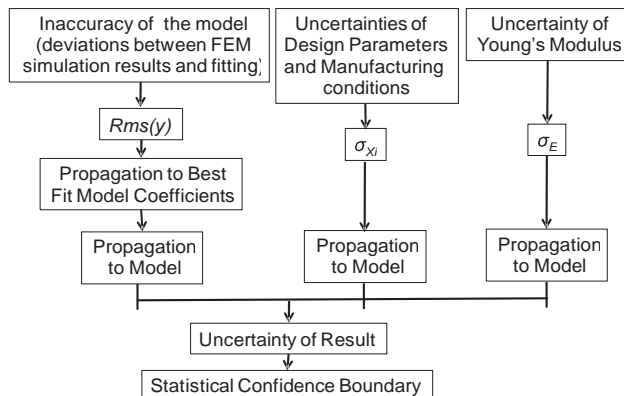 Inaccuracy of the model
(deviations between FEM
simulation results and fitting)
Rms(y)
Propagation to Best
Fit Model Coefficients
Propagation
to Model
Uncertainties of
Design Parameters
and Manufacturing
conditions
σXi
Propagation
to Model
Uncertainty of
Young's Modulus
σE
Propagation
to Model
Uncertainty of Result
Statistical Confidence Boundary